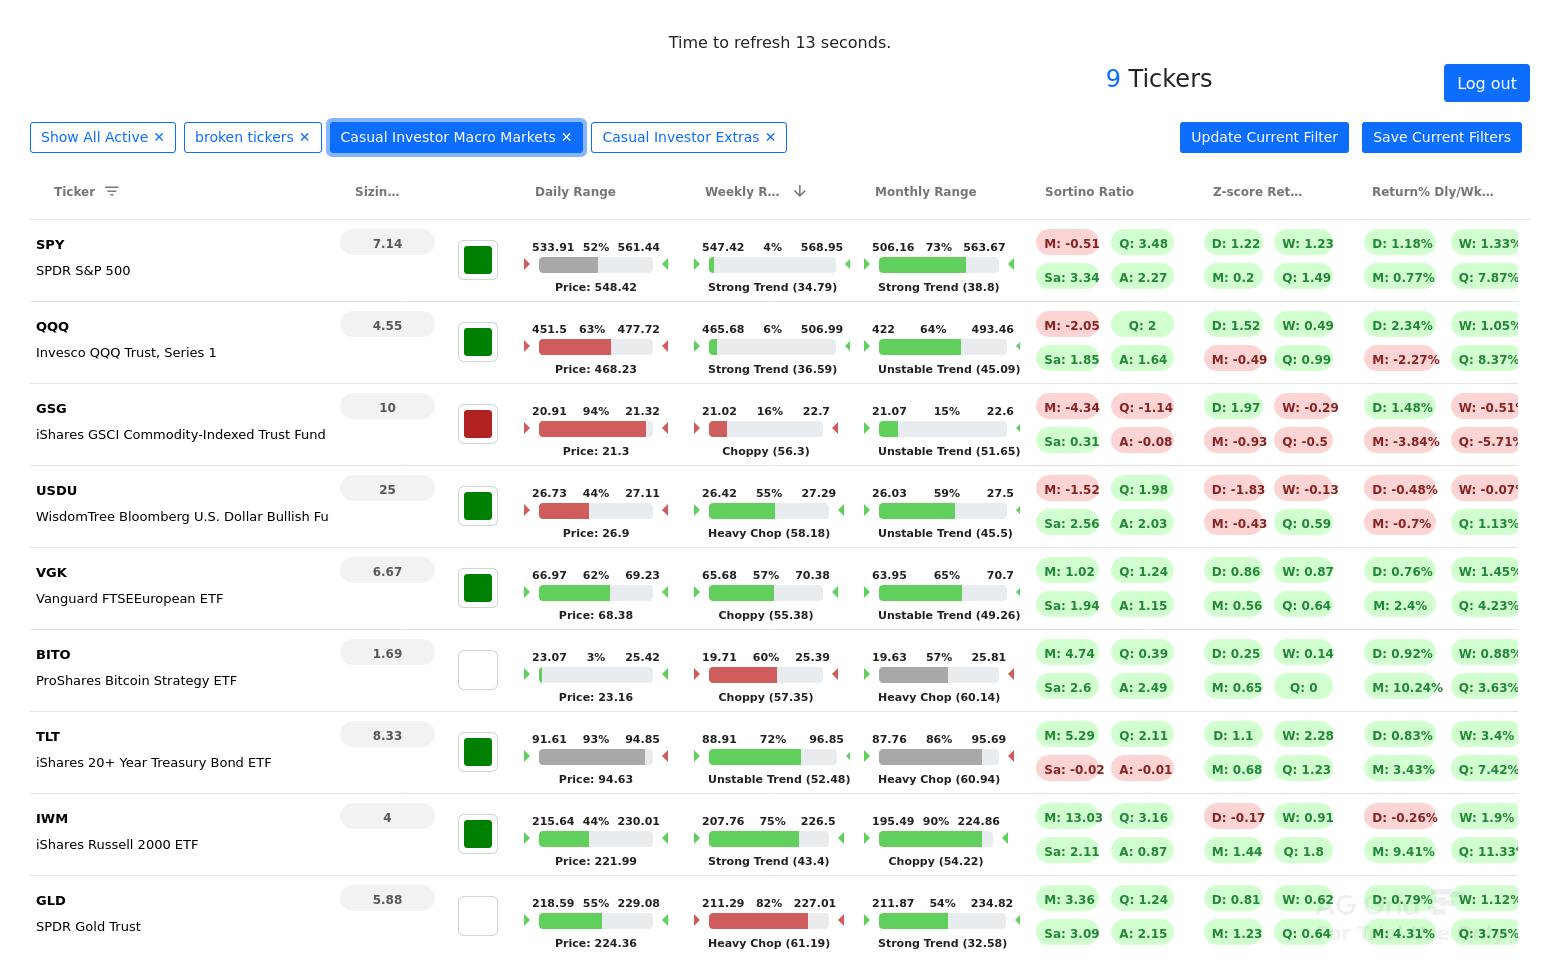 Time to refresh 13 seconds.
9 Tickers
Log out
Show All Active ✕ broken tickers ✕ Casual Investor Macro Markets ✕ Casual Investor Extras ✕ Update Current Filter Save Current Filters
Ticker Sizin... Daily Range Weekly R... Monthly Range Sortino Ratio Z-score Ret... Return% Dly/Wk...
SPY 7.14 533.91 52% 561.44 547.42 4% 568.95 506.16 73% 563.67 M: -0.51 Q: 3.48 D: 1.22 W: 1.23 D: 1.18% W: 1.33%
SPDR S&P 500 Sa: 3.34 A: 2.27 M: 0.2 Q: 1.49 M: 0.77% Q: 7.87%
Price: 548.42 Strong Trend (34.79) Strong Trend (38.8)
QQQ 4.55 451.5 63% 477.72 465.68 6% 506.99 422 64% 493.46 M: -2.05 Q: 2 D: 1.52 W: 0.49 D: 2.34% W: 1.05%
Invesco QQQ Trust, Series 1 Sa: 1.85 A: 1.64 M: -0.49 Q: 0.99 M: -2.27% Q: 8.37%
Price: 468.23 Strong Trend (36.59) Unstable Trend (45.09)
GSG 10 20.91 94% 21.32 21.02 16% 22.7 21.07 15% 22.6 M: -4.34 Q: -1.14 D: 1.97 W: -0.29 D: 1.48% W: -0.51%
iShares GSCI Commodity-Indexed Trust Fund Sa: 0.31 A: -0.08 M: -0.93 Q: -0.5 M: -3.84% Q: -5.71%
Price: 21.3 Choppy (56.3) Unstable Trend (51.65)
USDU 25 26.73 44% 27.11 26.42 55% 27.29 26.03 59% 27.5 M: -1.52 Q: 1.98 D: -1.83 W: -0.13 D: -0.48% W: -0.07%
WisdomTree Bloomberg U.S. Dollar Bullish Fu Sa: 2.56 A: 2.03 M: -0.43 Q: 0.59 M: -0.7% Q: 1.13%
Price: 26.9 Heavy Chop (58.18) Unstable Trend (45.5)
VGK 6.67 66.97 62% 69.23 65.68 57% 70.38 63.95 65% 70.7 M: 1.02 Q: 1.24 D: 0.86 W: 0.87 D: 0.76% W: 1.45%
Vanguard FTSEEuropean ETF Sa: 1.94 A: 1.15 M: 0.56 Q: 0.64 M: 2.4% Q: 4.23%
Price: 68.38 Choppy (55.38) Unstable Trend (49.26)
BITO 1.69 23.07 3% 25.42 19.71 60% 25.39 19.63 57% 25.81 M: 4.74 Q: 0.39 D: 0.25 W: 0.14 D: 0.92% W: 0.88%
ProShares Bitcoin Strategy ETF Sa: 2.6 A: 2.49 M: 0.65 Q: 0 M: 10.24% Q: 3.63%
Price: 23.16 Choppy (57.35) Heavy Chop (60.14)
TLT 8.33 91.61 93% 94.85 88.91 72% 96.85 87.76 86% 95.69 M: 5.29 Q: 2.11 D: 1.1 W: 2.28 D: 0.83% W: 3.4%
iShares 20+ Year Treasury Bond ETF Sa: -0.02 A: -0.01 M: 0.68 Q: 1.23 M: 3.43% Q: 7.42%
Price: 94.63 Unstable Trend (52.48) Heavy Chop (60.94)
IWM 4 215.64 44% 230.01 207.76 75% 226.5 195.49 90% 224.86 M: 13.03 Q: 3.16 D: -0.17 W: 0.91 D: -0.26% W: 1.9%
iShares Russell 2000 ETF Sa: 2.11 A: 0.87 M: 1.44 Q: 1.8 M: 9.41% Q: 11.33
Price: 221.99 Strong Trend (43.4) Choppy (54.22)
GLD 5.88 218.59 55% 229.08 211.29 82% 227.01 211.87 54% 234.82 M: 3.36 Q: 1.24 D: 0.81 W: 0.62 D: 0.79% W: 1.12%
SPDR Gold Trust Sa: 3.09 A: 2.15 M: 1.23 Q: 0.64 M: 4.31% Q: 3.75%
Price: 224.36 Heavy Chop (61.19) Strong Trend (32.58)
AG Grid